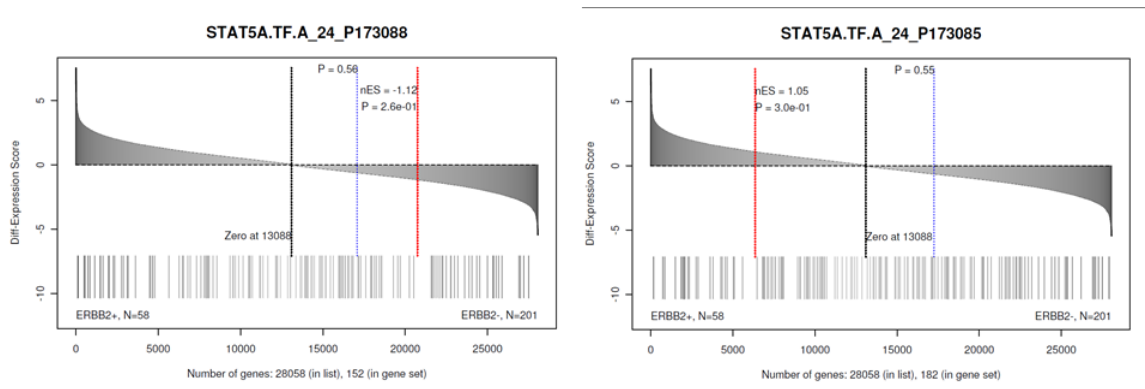 STAT5A.TF.A_24_P173088
P = 0.56
nES = -1.12
P = 2.6e-01
Diff-Expression Score
5
0
-5
-10
Zero at 13088
ERBB2+, N=58
ERBB2-, N=201
0 5000 10000 15000 20000 25000
Number of genes: 28058 (in list), 152 (in gene set)
STAT5A.TF.A_24_P173085
P = 0.55
nES = 1.05
P = 3.0e-01
Diff-Expression Score
5
0
-5
-10
Zero at 13088
ERBB2+, N=58
ERBB2-, N=201
0 5000 10000 15000 20000 25000
Number of genes: 28058 (in list), 182 (in gene set)